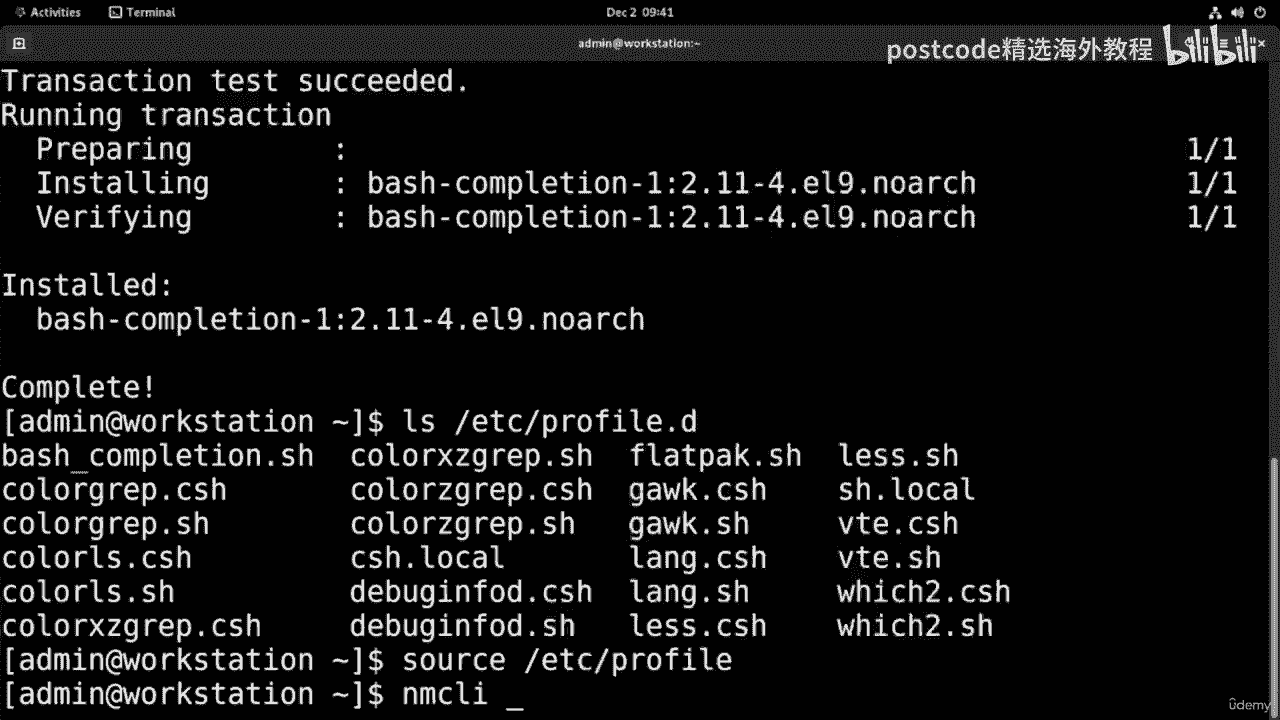 Activities Terminal Dec 2 09:41
admin@workstation:~
postcode精选海外教程 bilibili
Transaction test succeeded.
Running transaction
  Preparing        :                                                 1/1
  Installing       : bash-completion-1:2.11-4.el9.noarch            1/1
  Verifying        : bash-completion-1:2.11-4.el9.noarch            1/1
Installed:
  bash-completion-1:2.11-4.el9.noarch
Complete!
[admin@workstation ~]$ ls /etc/profile.d
bash_completion.sh  colorxzgrep.sh  flatpak.sh  less.sh
colorgrep.csh       colorzgrep.csh  gawk.csh    sh.local
colorgrep.sh        colorzgrep.sh   gawk.sh     vte.csh
colorls.csh         csh.local       lang.csh    vte.sh
colorls.sh          debuginfod.csh  lang.sh     which2.csh
colorxzgrep.csh     debuginfod.sh   less.csh    which2.sh
[admin@workstation ~]$ source /etc/profile
[admin@workstation ~]$ nmcli _
ûdemy